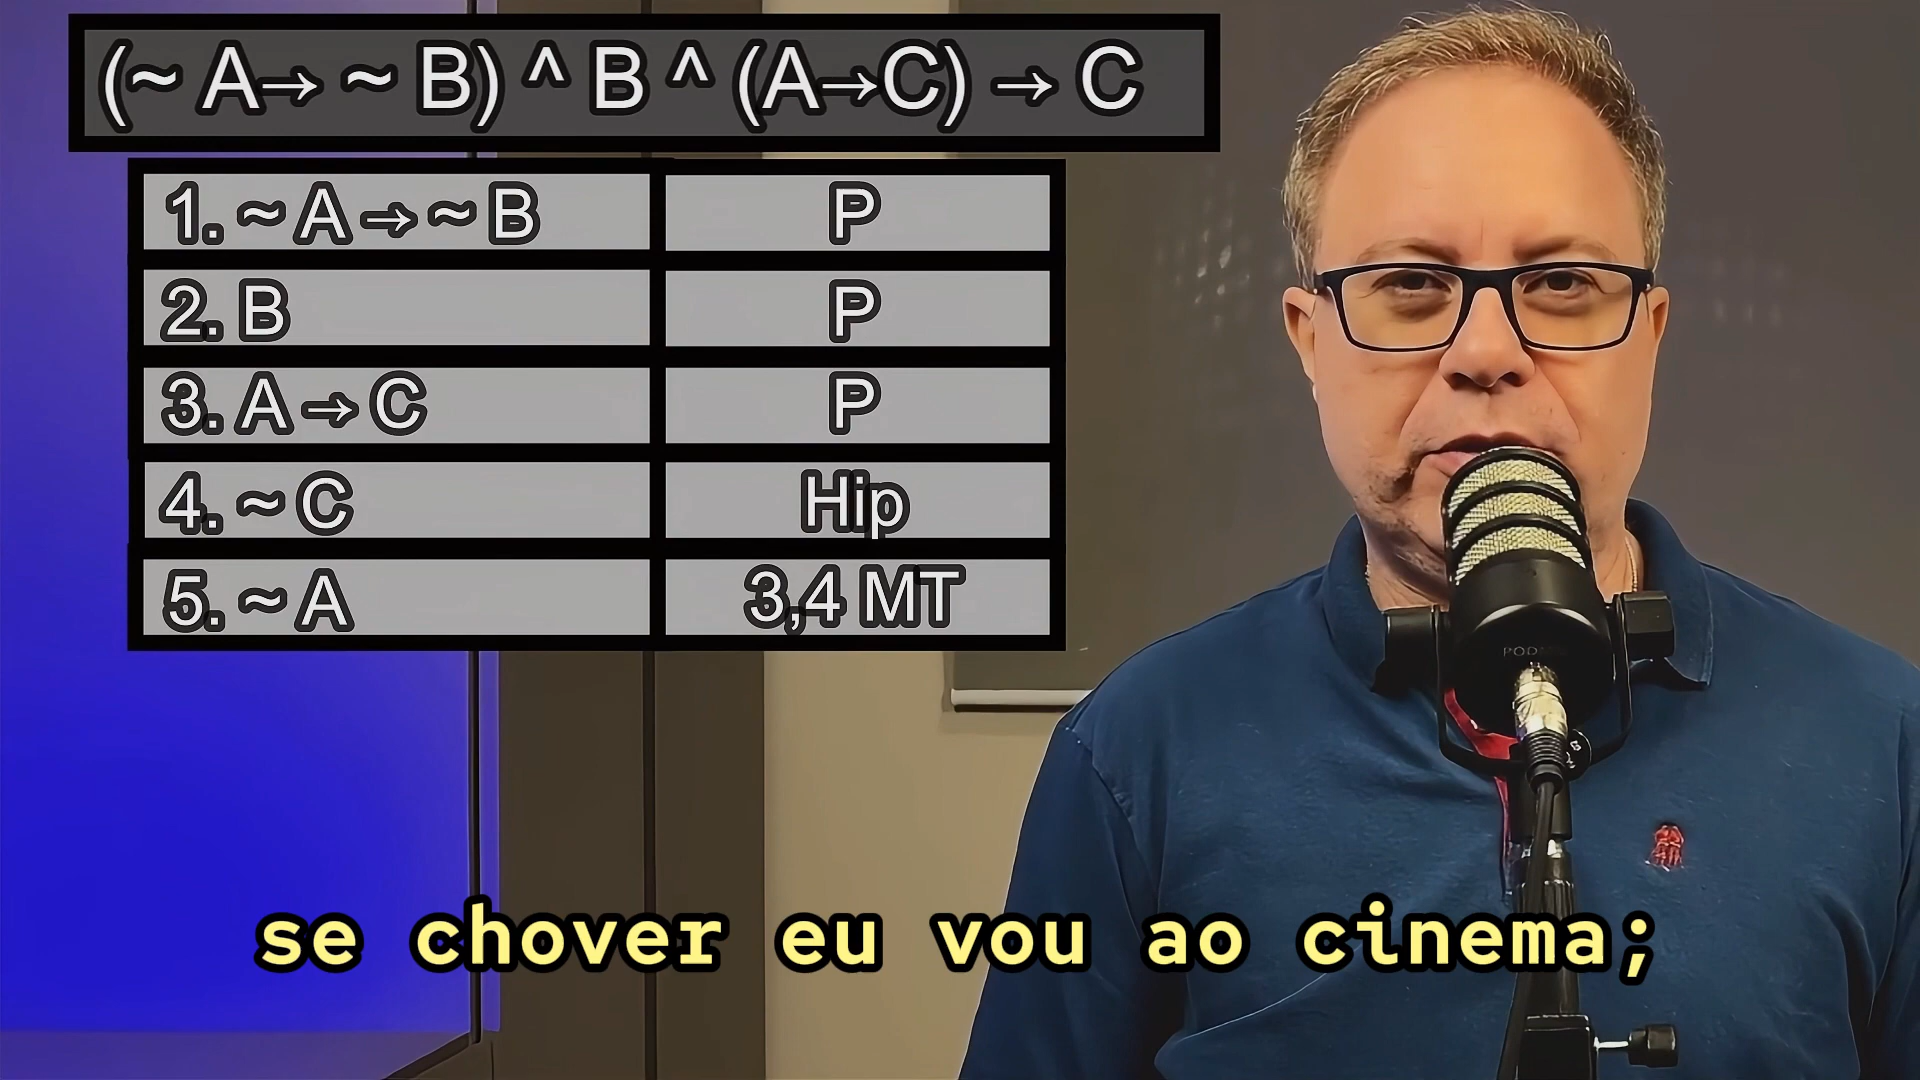 (~ A→ ~ B) ^ B ^ (A→C) → C
1. ~ A → ~ B P
2. B P
3. A → C P
4. ~ C Hip
5. ~ A 3,4 MT
se chover eu vou ao cinema;